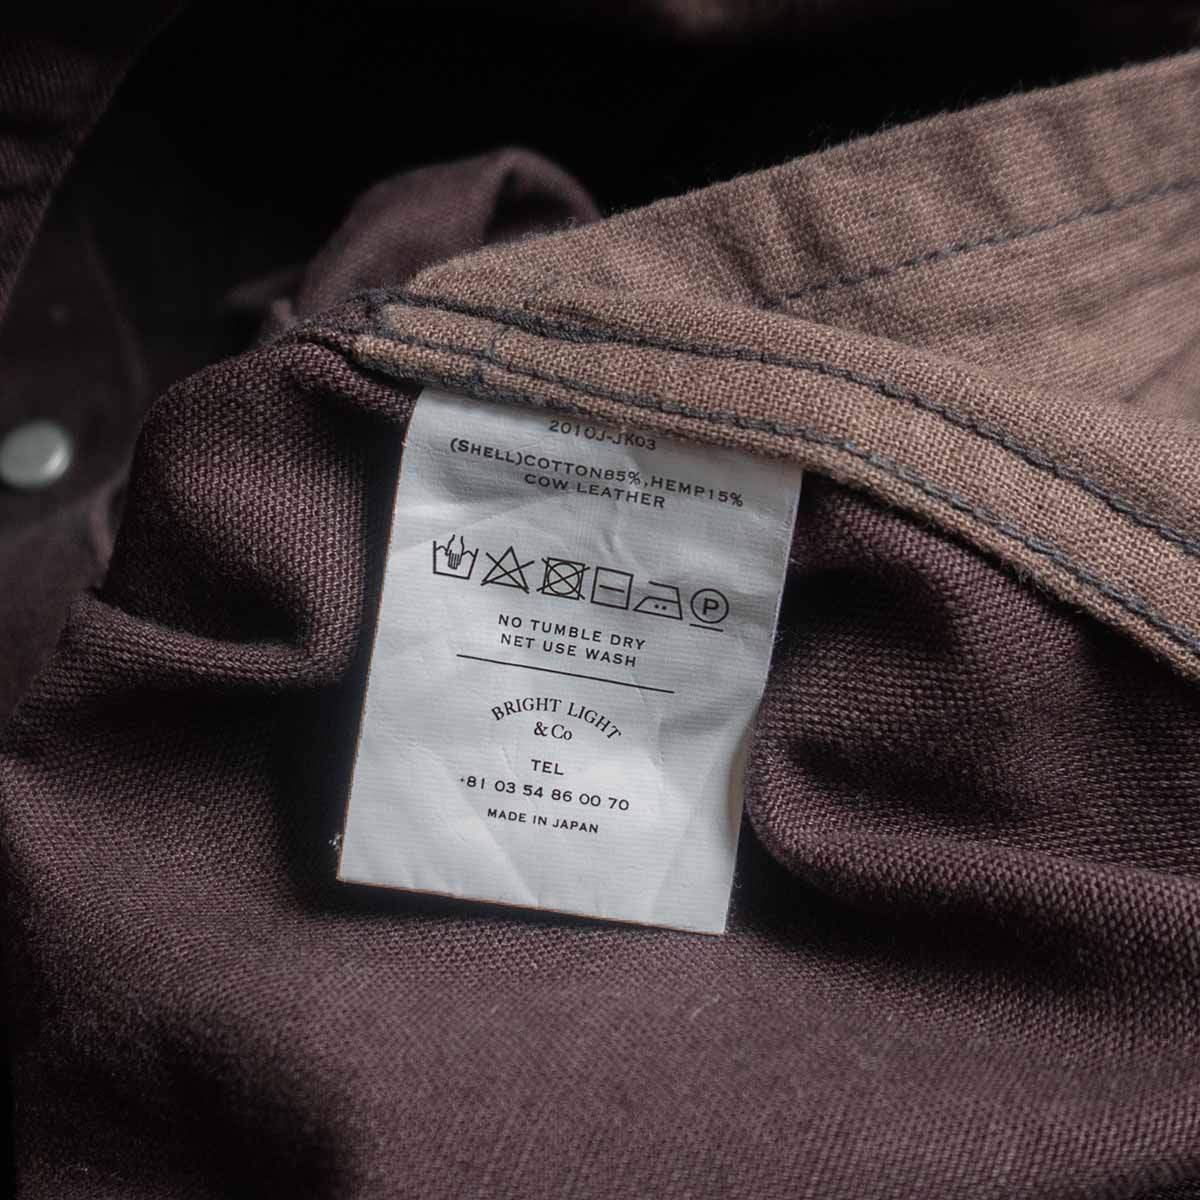 2010J-JK03
(SHELL)COTTON85%,HEMP15%
COW LEATHER
P
NO TUMBLE DRY
NET USE WASH
BRIGHT LIGHT
& Co
TEL
+81 03 54 86 00 70
MADE IN JAPAN